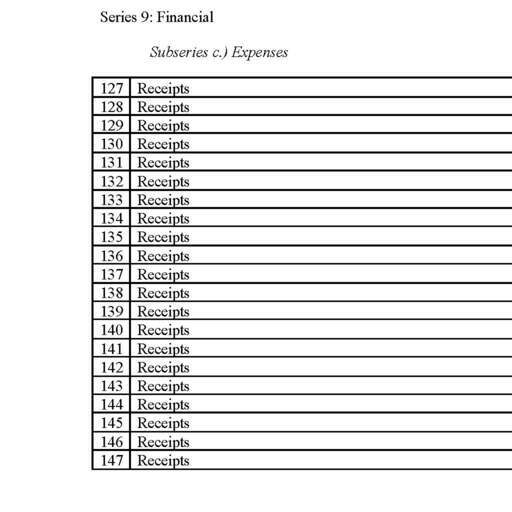 Series 9: Financial
Subseries c.) Expenses
127 Receipts
128 Receipts
129 Receipts
130 Receipts
131 Receipts
132 Receipts
133 Receipts
134 Receipts
135 Receipts
136 Receipts
137 Receipts
138 Receipts
139 Receipts
140 Receipts
141 Receipts
142 Receipts
143 Receipts
144 Receipts
145 Receipts
146 Receipts
147 Receipts